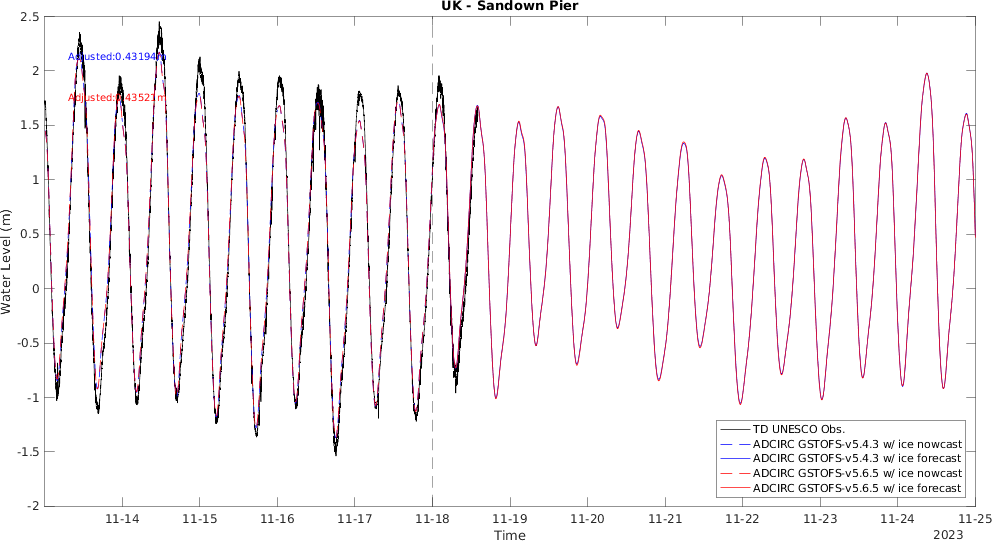 UK - Sandown Pier
2.5
2
1.5
1
0.5
0
-0.5
-1
-1.5
-2
Water Level (m)
Adjusted:0.43194m
Adjusted:0.43521m
TD UNESCO Obs.
ADCIRC GSTOFS-v5.4.3 w/ ice nowcast
ADCIRC GSTOFS-v5.4.3 w/ ice forecast
ADCIRC GSTOFS-v5.6.5 w/ ice nowcast
ADCIRC GSTOFS-v5.6.5 w/ ice forecast
11-14 11-15 11-16 11-17 11-18 11-19 11-20 11-21 11-22 11-23 11-24 11-25
Time
2023